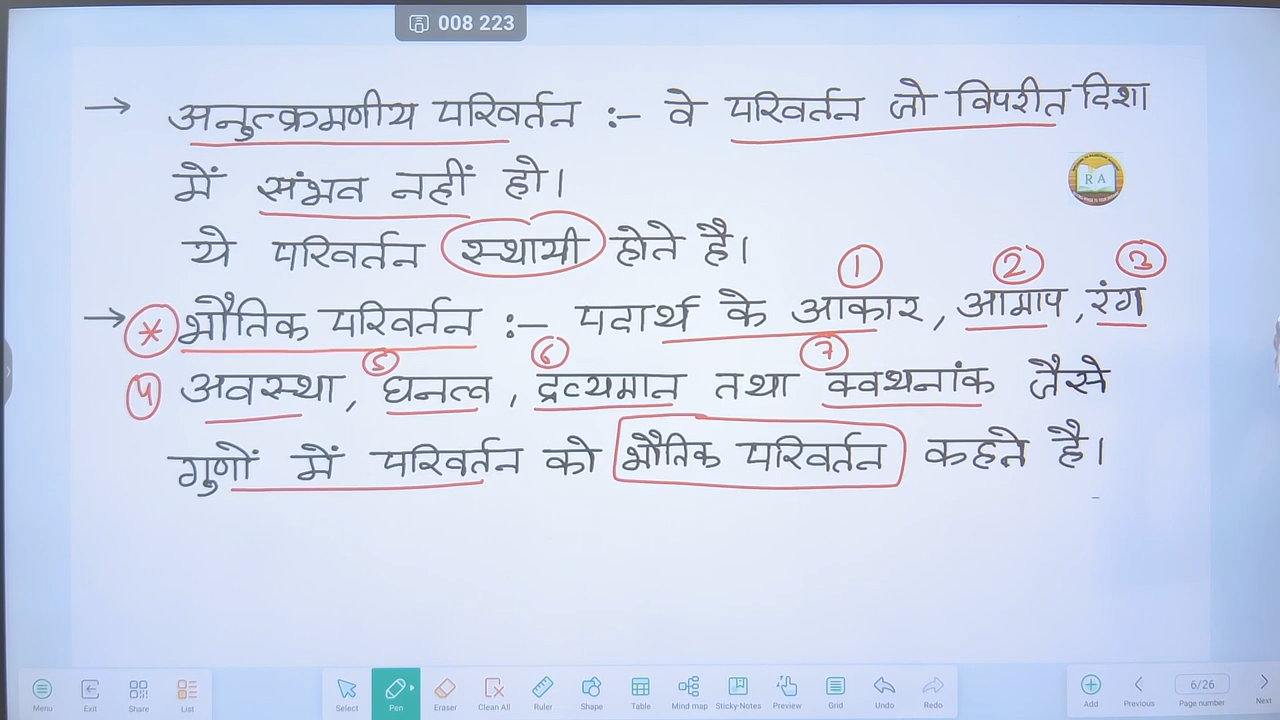 008 223
→ अनुत्क्रमणीय परिवर्तन :- वे परिवर्तन जो विपरीत दिशा
में संभव नहीं हो।
RA
ये परिवर्तन स्थायी होते है।
① ② ③
→ * भौतिक परिवर्तन :- पदार्थ के आकार, आमाप, रंग
⑤ ⑥ ⑦
④ अवस्था, घनत्व, द्रव्यमान तथा क्वथनांक जैसे
गुणों में परिवर्तन को भौतिक परिवर्तन कहते है।
Menu Exit Share List Select Pen Eraser Clean All Ruler Shape Table Mind map Sticky-Notes Preview Grid Undo Redo Add Previous 6/26 Page number Next